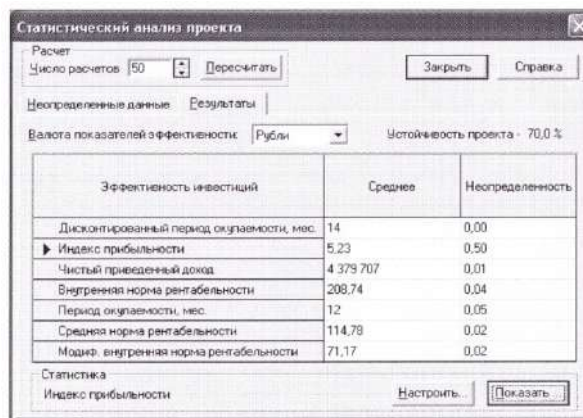 Статистический анализ проекта
Расчет
Число расчетов 50 Пересчитать Закрыть Справка
Неопределенные данные Результаты
Валюта показателей эффективности: Рубли Устойчивость проекта - 70,0 %
Эффективность инвестиций Среднее Неопределенность
Дисконтированный период окупаемости, мес. 14 0,00
Индекс прибыльности 5,23 0,50
Чистый приведенный доход 4 379 707 0,01
Внутренняя норма рентабельности 208,74 0,04
Период окупаемости, мес. 12 0,05
Средняя норма рентабельности 114,78 0,02
Модиф. внутренняя норма рентабельности 71,17 0,02
Статистика
Индекс прибыльности Настроить... Показать...